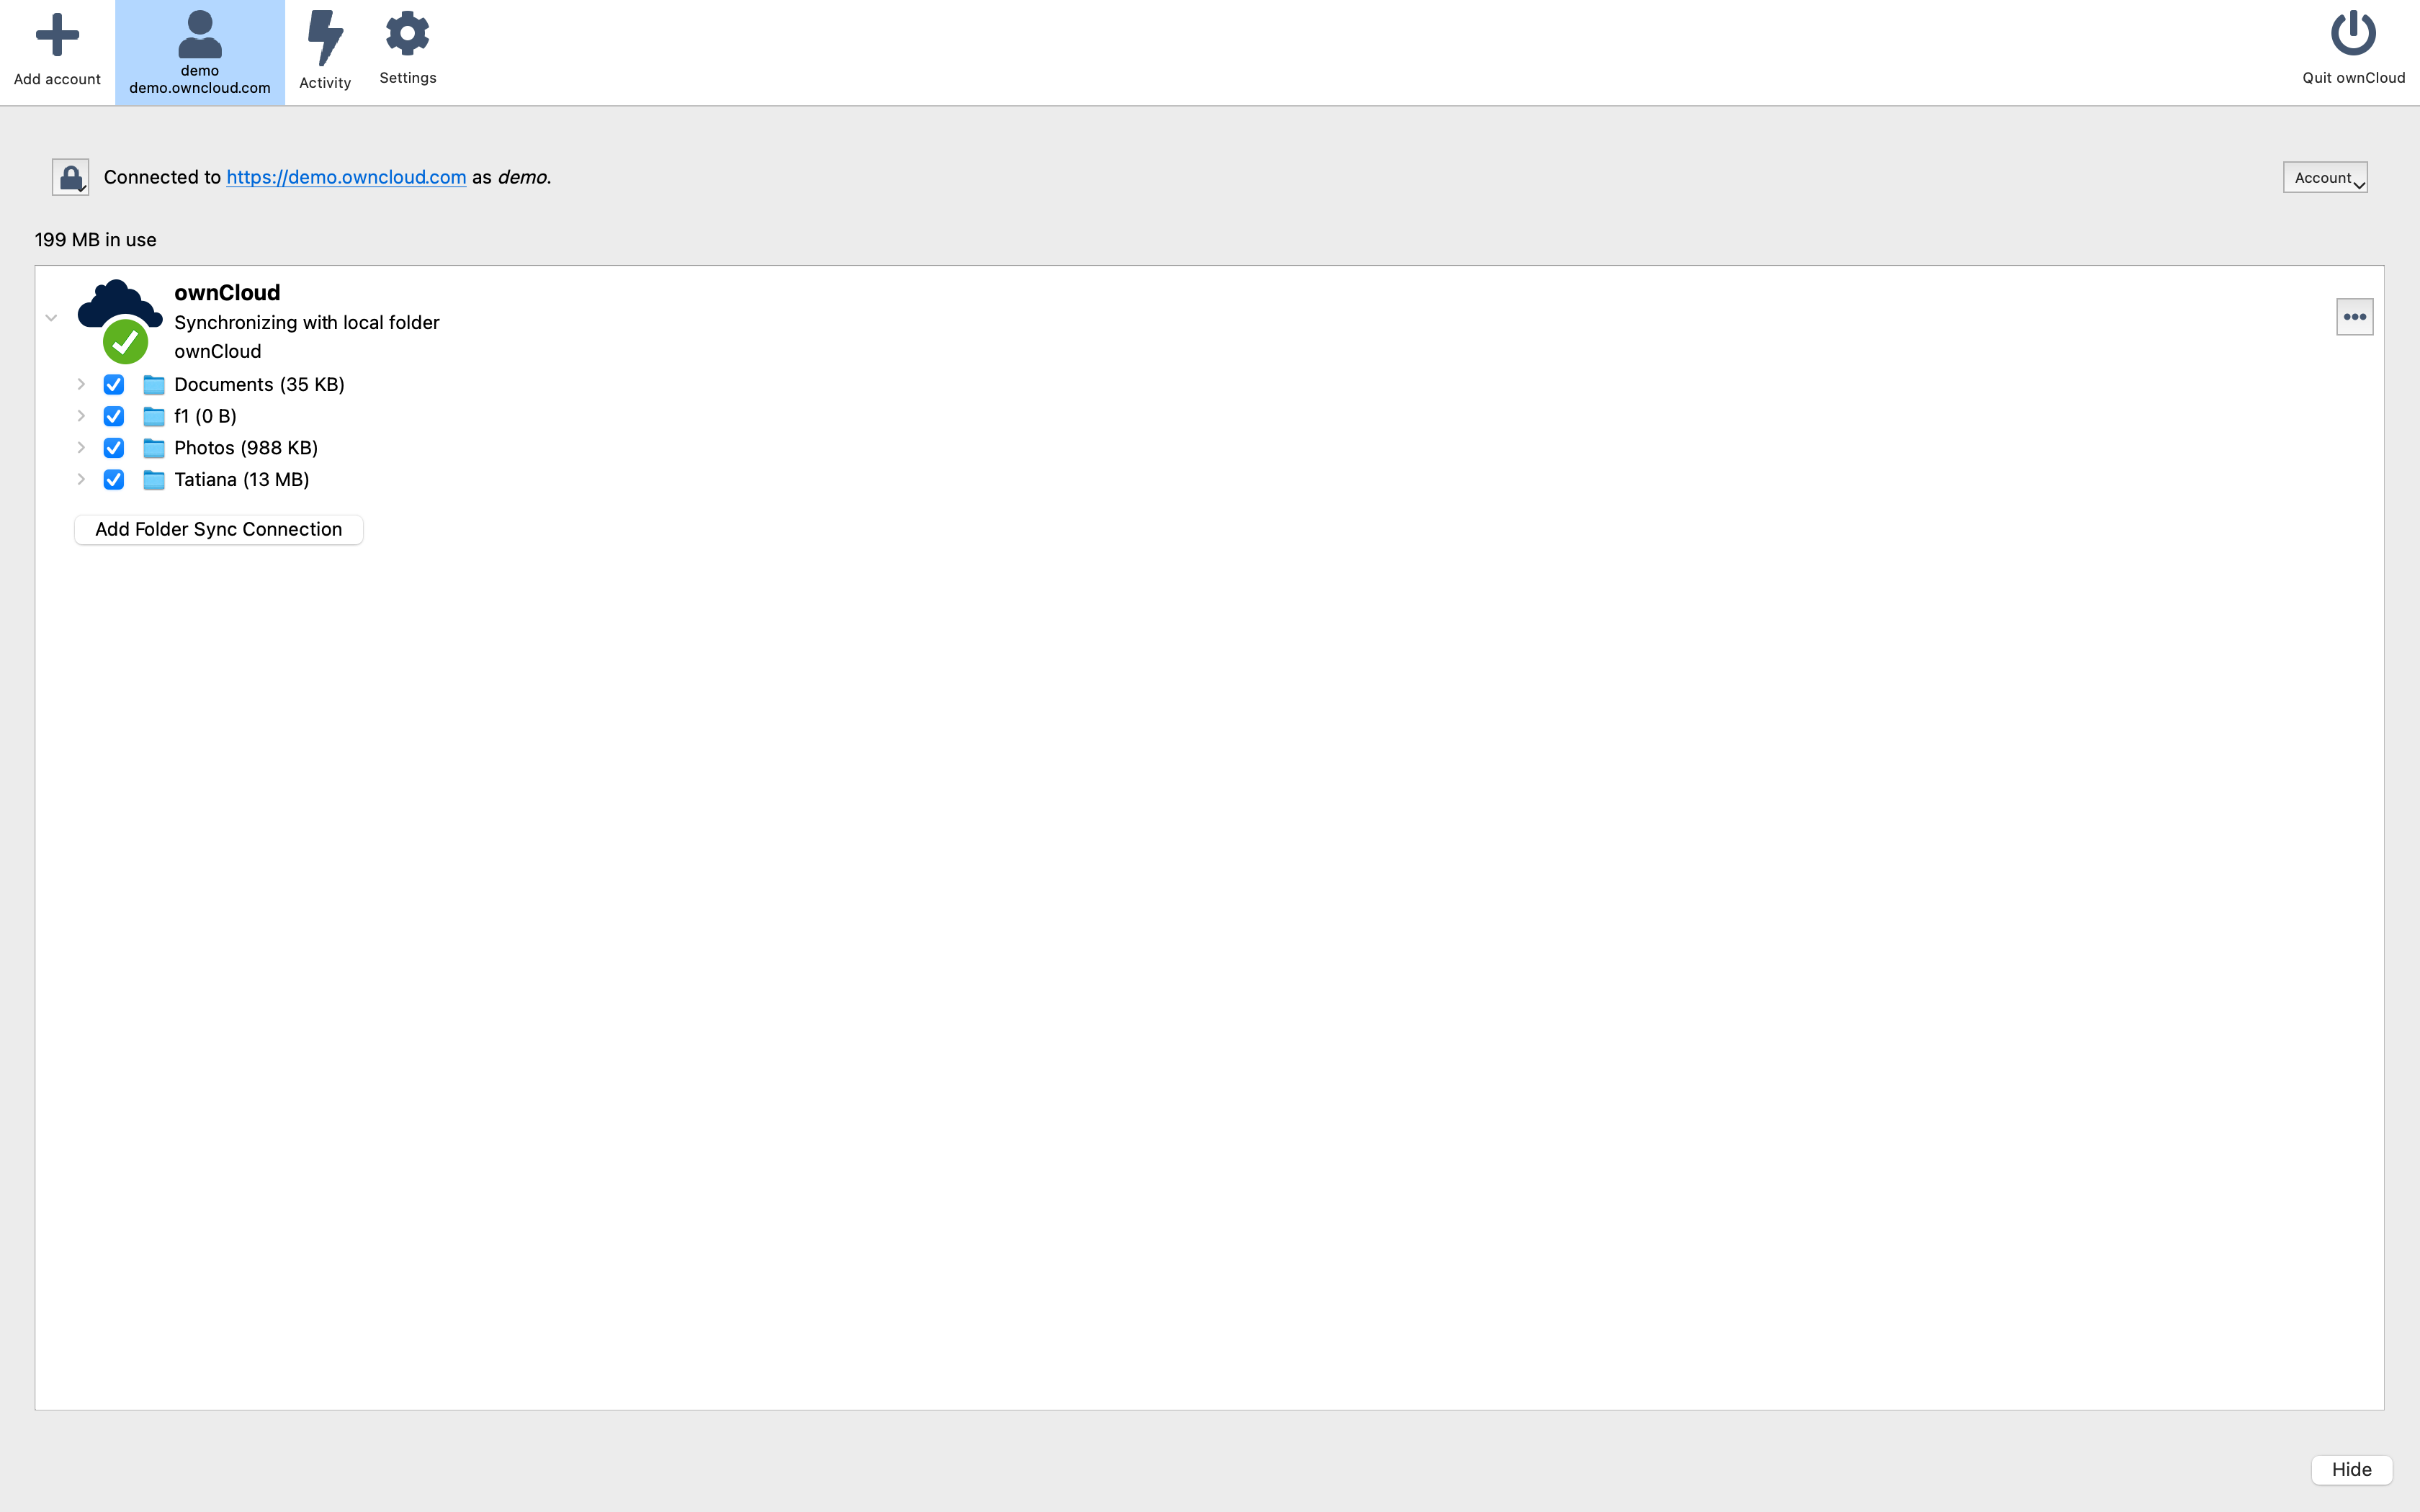 Add account
demo
demo.owncloud.com
Activity
Settings
Quit ownCloud
Connected to https://demo.owncloud.com as demo.
Account
199 MB in use
ownCloud
Synchronizing with local folder
ownCloud
Documents (35 KB)
f1 (0 B)
Photos (988 KB)
Tatiana (13 MB)
Add Folder Sync Connection
Hide